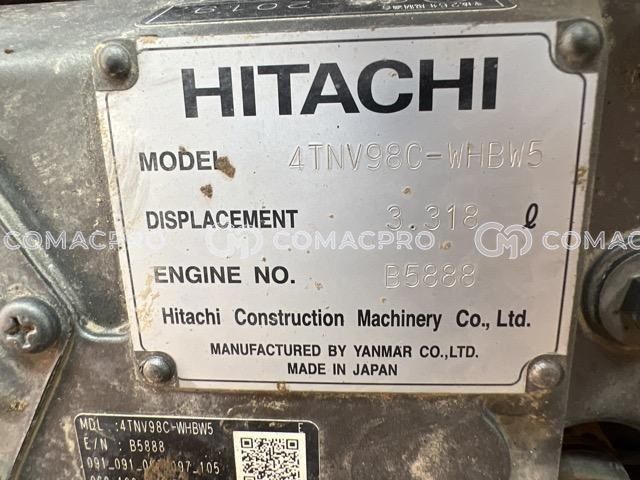 2013
HITACHI
MODEL 4TNV98C-WHBW5
DISPLACEMENT 3.318 ℓ
COMACPRO COMACPRO COMACPRO
ENGINE NO. B5888
Hitachi Construction Machinery Co., Ltd.
MANUFACTURED BY YANMAR CO.,LTD.
MADE IN JAPAN
MDL :4TNV98C-WHBW5 E
E/N : B5888